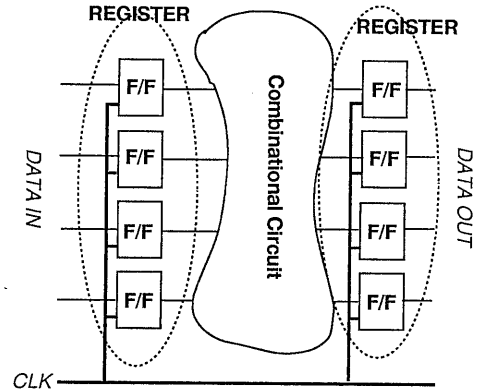 REGISTER
REGISTER
F/F
F/F
F/F
F/F
F/F
F/F
F/F
F/F
Combinational Circuit
DATA IN
DATA OUT
CLK